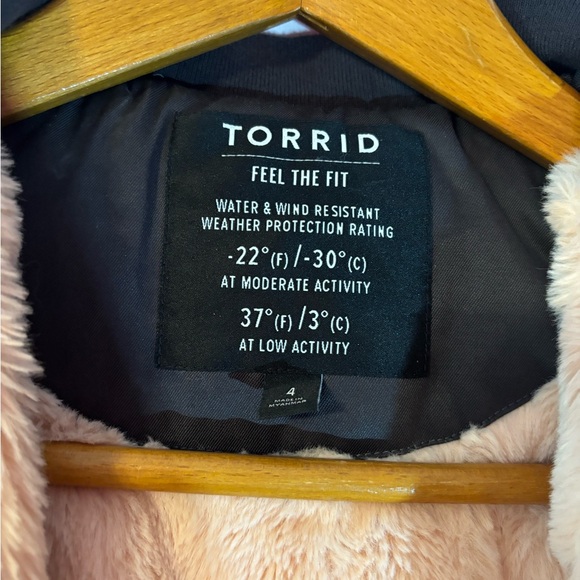 TORRID
FEEL THE FIT
WATER & WIND RESISTANT
WEATHER PROTECTION RATING
-22°(F) /-30°(C)
AT MODERATE ACTIVITY
37°(F) /3°(C)
AT LOW ACTIVITY
4
MADE IN
MYANMAR